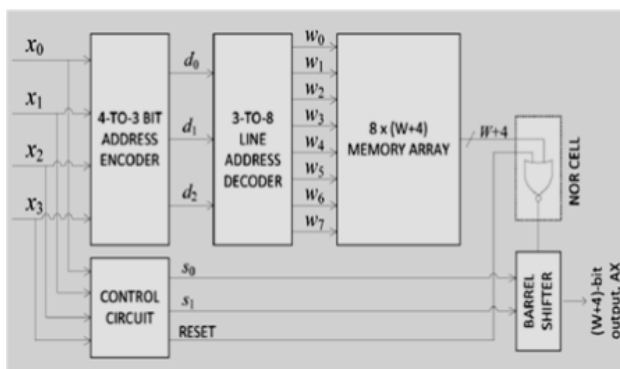 x0
x1
x2
x3
4-TO-3 BIT
ADDRESS
ENCODER
d0
d1
d2
3-TO-8
LINE
ADDRESS
DECODER
w0
w1
w2
w3
w4
w5
w6
w7
8 x (W+4)
MEMORY ARRAY
W+4
NOR CELL
CONTROL
CIRCUIT
s0
s1
RESET
BARREL
SHIFTER
(W+4)-bit
output, AX